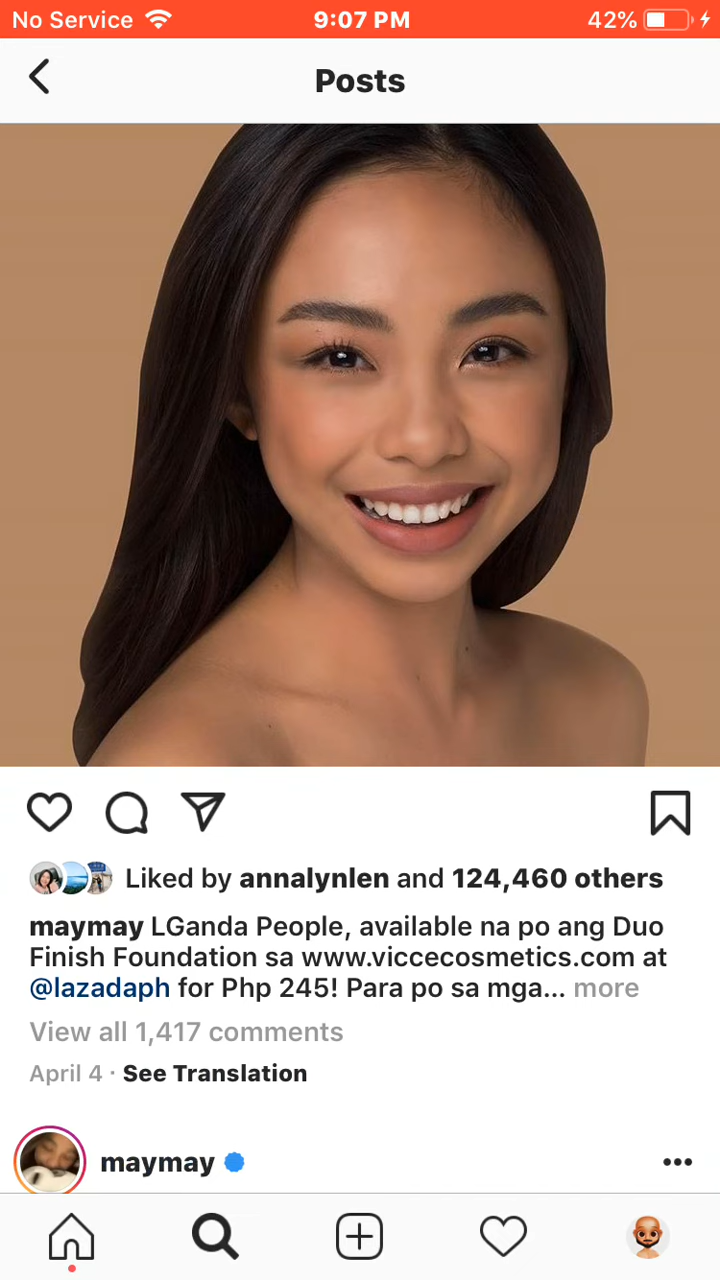 No Service 9:07 PM 42%
Posts
Liked by annalynlen and 124,460 others
maymay LGanda People, available na po ang Duo
Finish Foundation sa www.viccecosmetics.com at
@lazadaph for Php 245! Para po sa mga... more
View all 1,417 comments
April 4 · See Translation
maymay